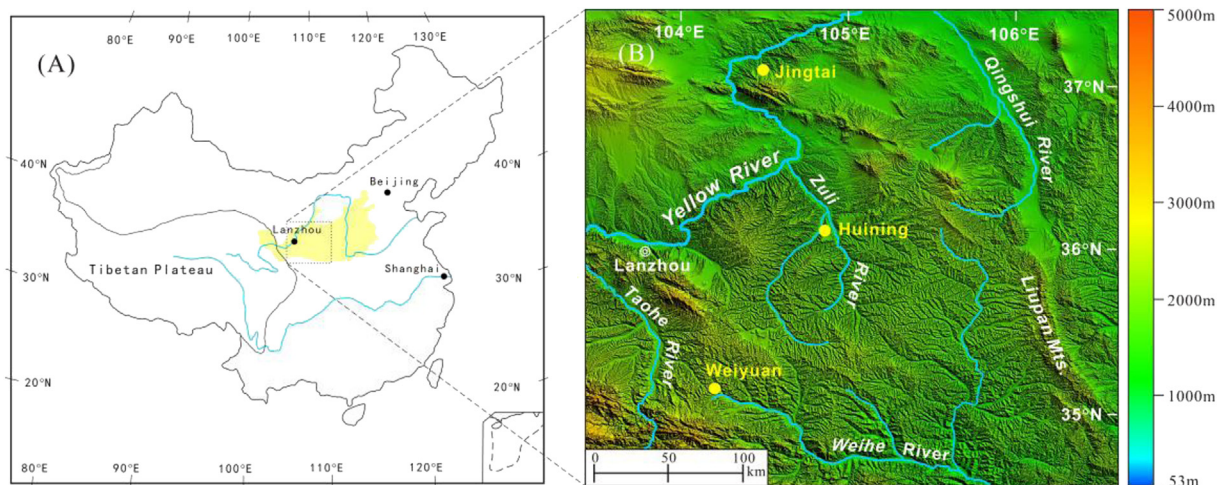 (A)
80°E 90°E 100°E 110°E 120°E 130°E
40°N 40°N
Beijing
Lanzhou
Tibetan Plateau
30°N 30°N
Shanghai
20°N 20°N
80°E 90°E 100°E 110°E 120°E
(B)
104°E 105°E 106°E
Jingtai
37°N
Qingshui River
Yellow River
Zuli River
Huining
36°N
Lanzhou
Taohe River
Liupan Mts.
Weiyuan
35°N
Weihe River
0 50 100
km
5000m
4000m
3000m
2000m
1000m
53m